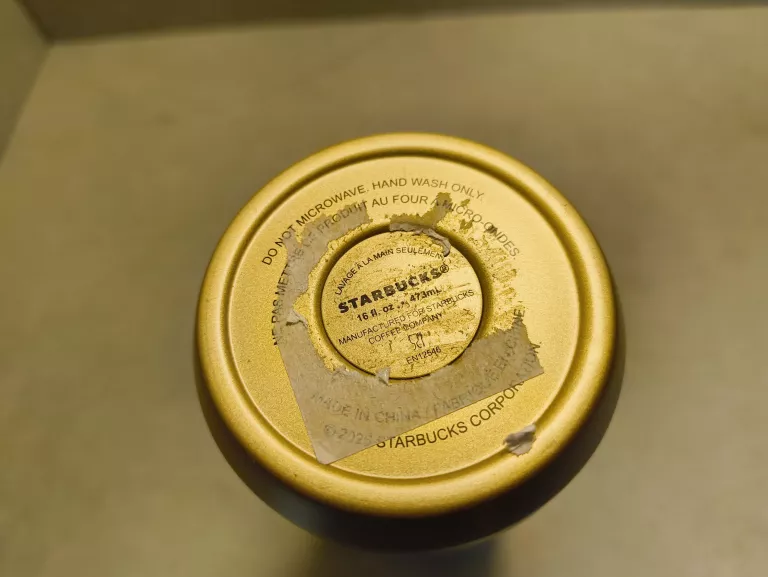 DO NOT MICROWAVE. HAND WASH ONLY.
NE PAS METTRE LE PRODUIT AU FOUR À MICRO-ONDES.
LAVAGE À LA MAIN SEULEMENT
STARBUCKS®
16 fl. oz. / 473mL
MANUFACTURED FOR STARBUCKS
COFFEE COMPANY
EN12546
MADE IN CHINA / FABRIQUÉ EN CHINE
STARBUCKS CORPORATION